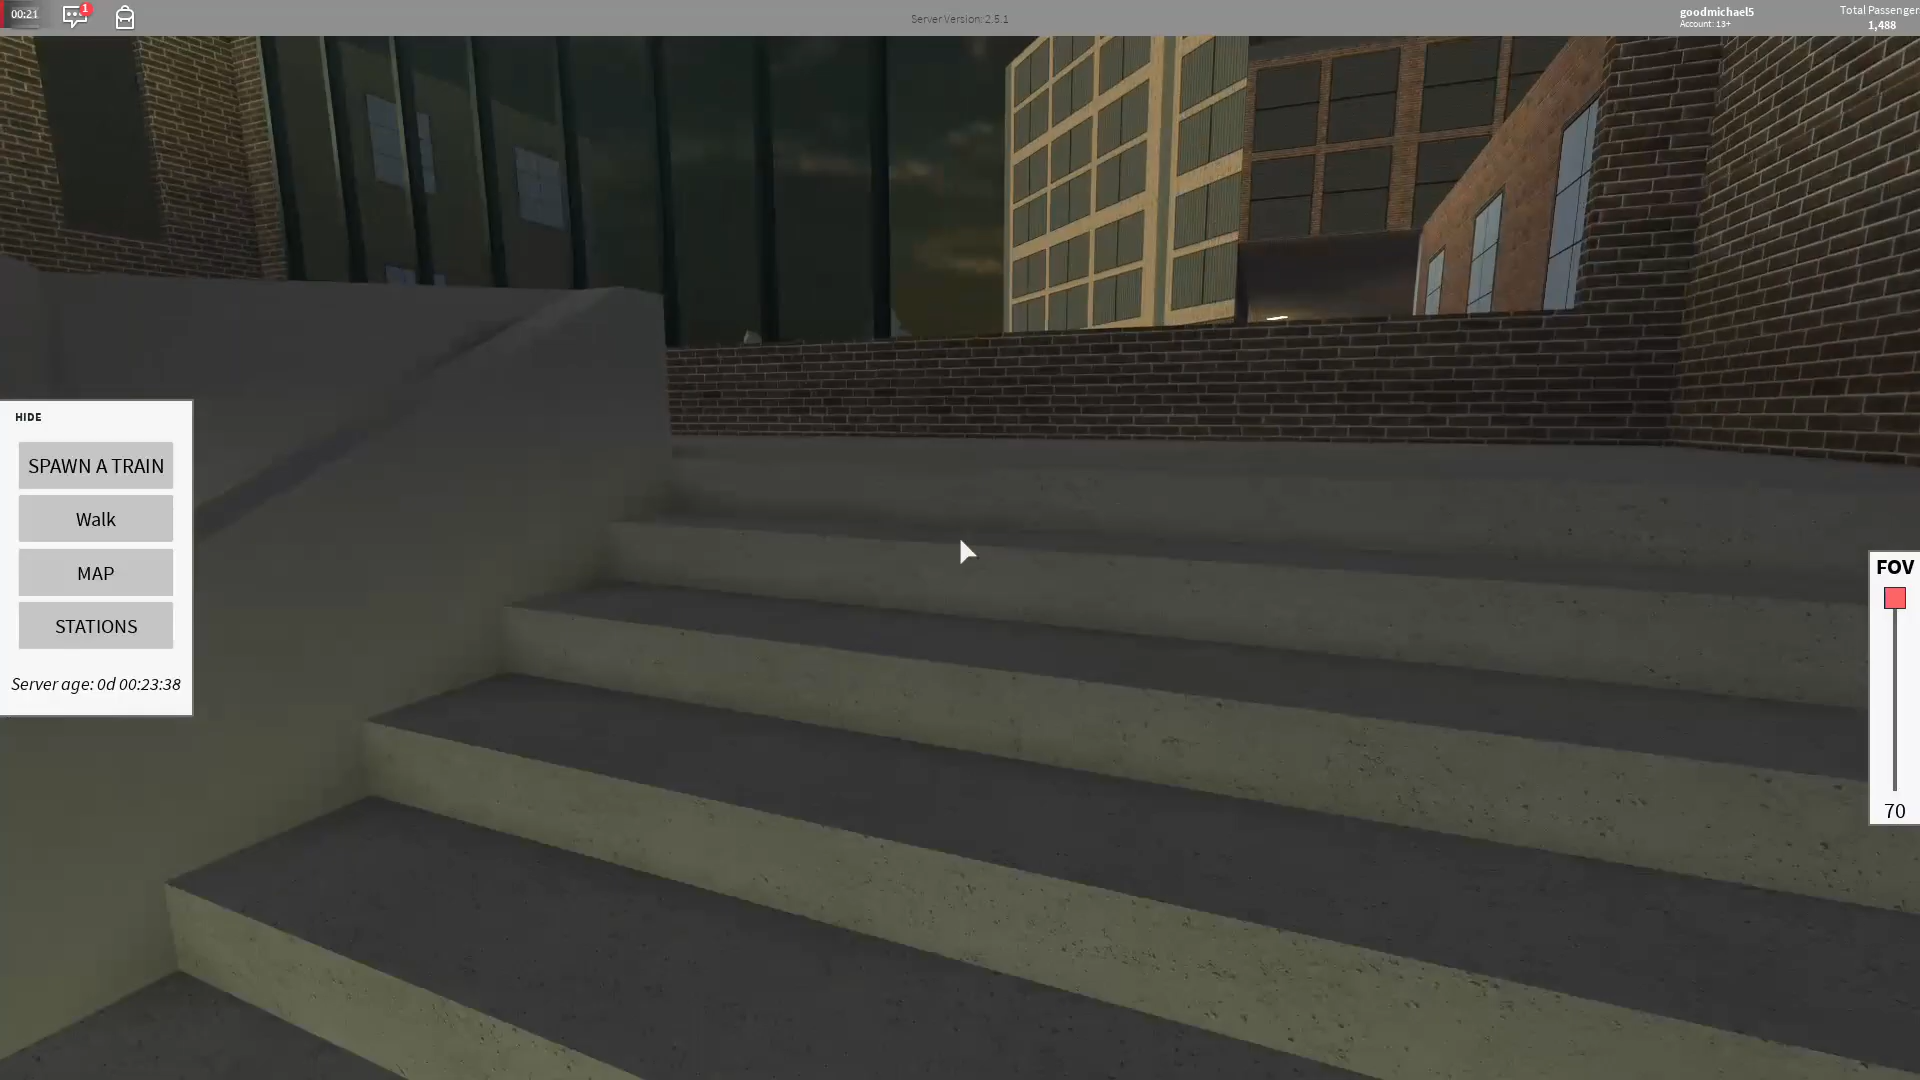 00:21
1
Server Version: 2.5.1
goodmichael5
Account: 13+
Total Passenger
1,488
HIDE
SPAWN A TRAIN
Walk
MAP
STATIONS
Server age: 0d 00:23:38
FOV
70